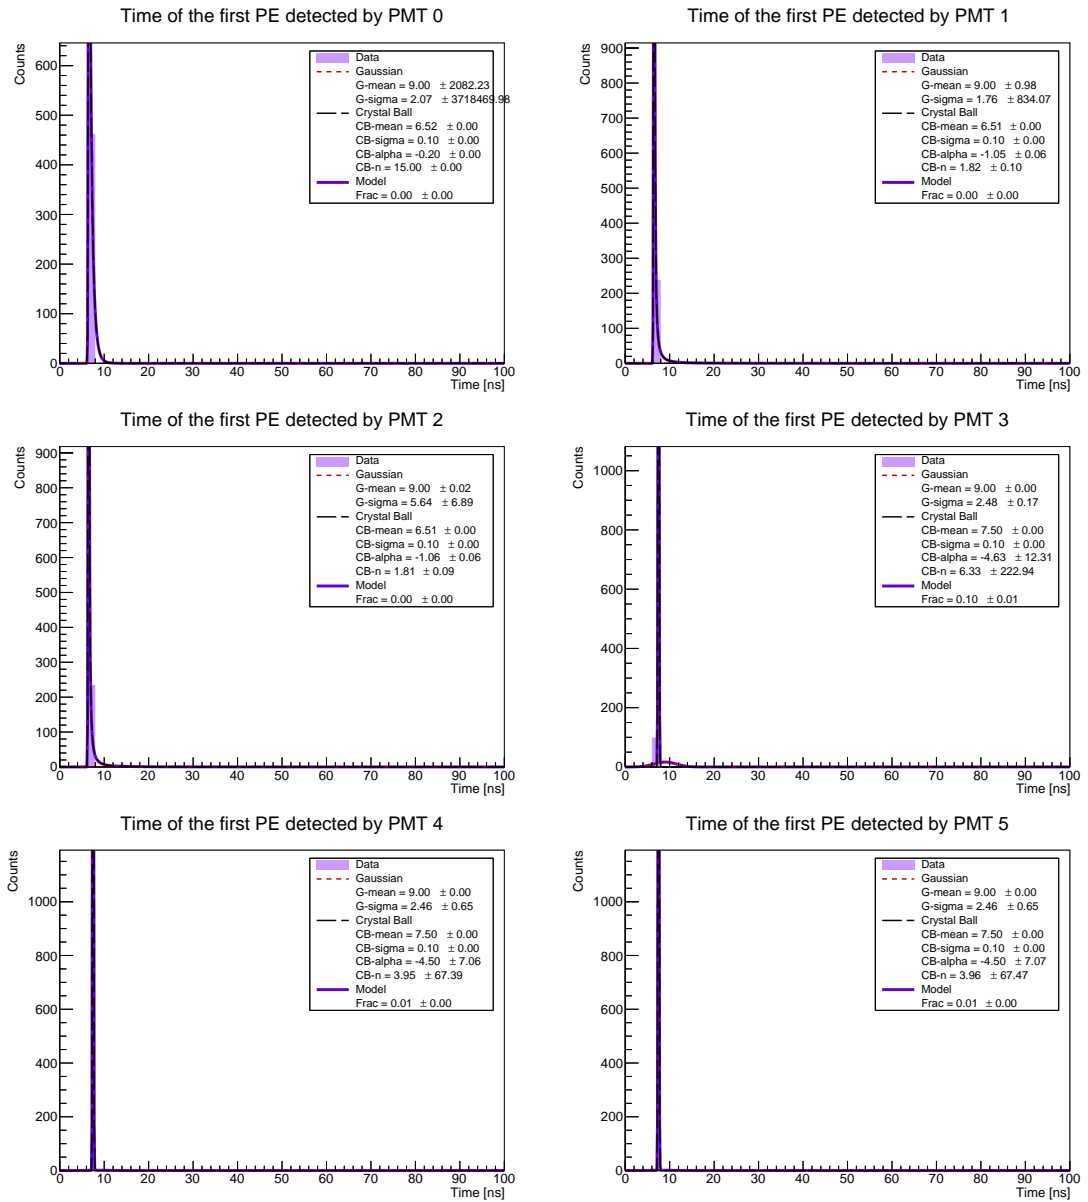 Time of the first PE detected by PMT 0
Counts
600
500
400
300
200
100
0
0 10 20 30 40 50 60 70 80 90 100
Time [ns]
Data
Gaussian
G-mean = 9.00 ± 2082.23
G-sigma = 2.07 ± 3718469.98
Crystal Ball
CB-mean = 6.52 ± 0.00
CB-sigma = 0.10 ± 0.00
CB-alpha = -0.20 ± 0.00
CB-n = 15.00 ± 0.00
Model
Frac = 0.00 ± 0.00
Time of the first PE detected by PMT 1
Counts
900
800
700
600
500
400
300
200
100
0
0 10 20 30 40 50 60 70 80 90 100
Time [ns]
Data
Gaussian
G-mean = 9.00 ± 0.98
G-sigma = 1.76 ± 834.07
Crystal Ball
CB-mean = 6.51 ± 0.00
CB-sigma = 0.10 ± 0.00
CB-alpha = -1.05 ± 0.06
CB-n = 1.82 ± 0.10
Model
Frac = 0.00 ± 0.00
Time of the first PE detected by PMT 2
Counts
900
800
700
600
500
400
300
200
100
0
0 10 20 30 40 50 60 70 80 90 100
Time [ns]
Data
Gaussian
G-mean = 9.00 ± 0.02
G-sigma = 5.64 ± 6.89
Crystal Ball
CB-mean = 6.51 ± 0.00
CB-sigma = 0.10 ± 0.00
CB-alpha = -1.06 ± 0.06
CB-n = 1.81 ± 0.09
Model
Frac = 0.00 ± 0.00
Time of the first PE detected by PMT 3
Counts
1000
800
600
400
200
0
0 10 20 30 40 50 60 70 80 90 100
Time [ns]
Data
Gaussian
G-mean = 9.00 ± 0.00
G-sigma = 2.48 ± 0.17
Crystal Ball
CB-mean = 7.50 ± 0.00
CB-sigma = 0.10 ± 0.00
CB-alpha = -4.63 ± 12.31
CB-n = 6.33 ± 222.94
Model
Frac = 0.10 ± 0.01
Time of the first PE detected by PMT 4
Counts
1000
800
600
400
200
0
0 10 20 30 40 50 60 70 80 90 100
Time [ns]
Data
Gaussian
G-mean = 9.00 ± 0.00
G-sigma = 2.46 ± 0.65
Crystal Ball
CB-mean = 7.50 ± 0.00
CB-sigma = 0.10 ± 0.00
CB-alpha = -4.50 ± 7.06
CB-n = 3.95 ± 67.39
Model
Frac = 0.01 ± 0.00
Time of the first PE detected by PMT 5
Counts
1000
800
600
400
200
0
0 10 20 30 40 50 60 70 80 90 100
Time [ns]
Data
Gaussian
G-mean = 9.00 ± 0.00
G-sigma = 2.46 ± 0.65
Crystal Ball
CB-mean = 7.50 ± 0.00
CB-sigma = 0.10 ± 0.00
CB-alpha = -4.50 ± 7.07
CB-n = 3.96 ± 67.47
Model
Frac = 0.01 ± 0.00